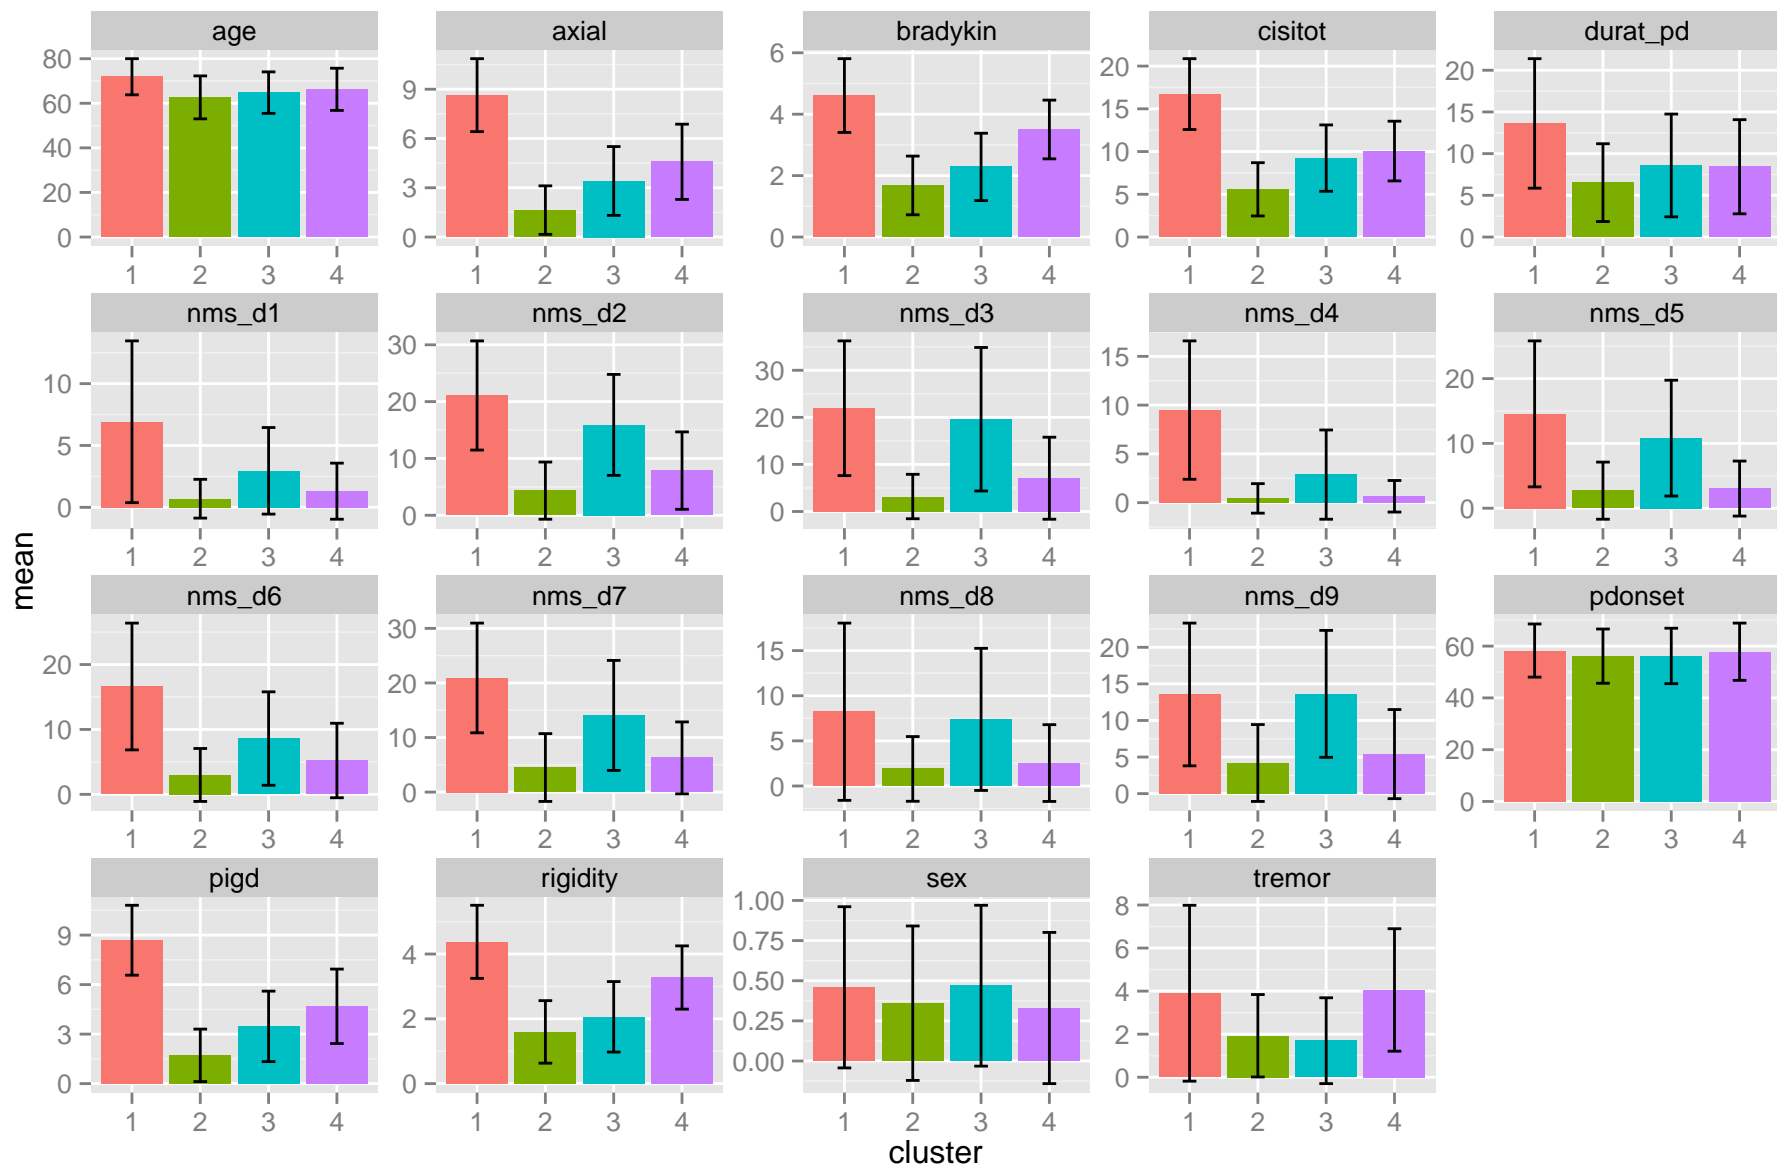 age axial bradykin cisitot durat_pd
80 60 40 20 0
9 6 3 0
6 4 2 0
20 15 10 5 0
20 15 10 5 0
1 2 3 4 1 2 3 4 1 2 3 4 1 2 3 4 1 2 3 4
nms_d1 nms_d2 nms_d3 nms_d4 nms_d5
10 5 0
30 20 10 0
30 20 10 0
15 10 5 0
20 10 0
1 2 3 4 1 2 3 4 1 2 3 4 1 2 3 4 1 2 3 4
mean
nms_d6 nms_d7 nms_d8 nms_d9 pdonset
20 10 0
30 20 10 0
15 10 5 0
20 15 10 5 0
60 40 20 0
1 2 3 4 1 2 3 4 1 2 3 4 1 2 3 4 1 2 3 4
pigd rigidity sex tremor
9 6 3 0
4 2 0
1.00 0.75 0.50 0.25 0.00
8 6 4 2 0
1 2 3 4 1 2 3 4 1 2 3 4 1 2 3 4
cluster